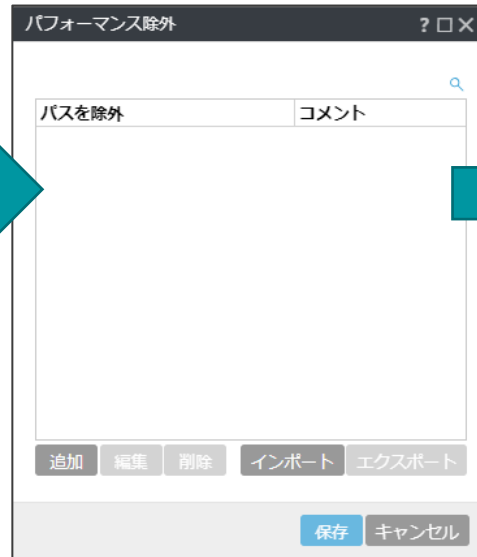 パフォーマンス除外 ?
パスを除外 コメント
追加 編集 削除 インポート エクスポート
保存 キャンセル